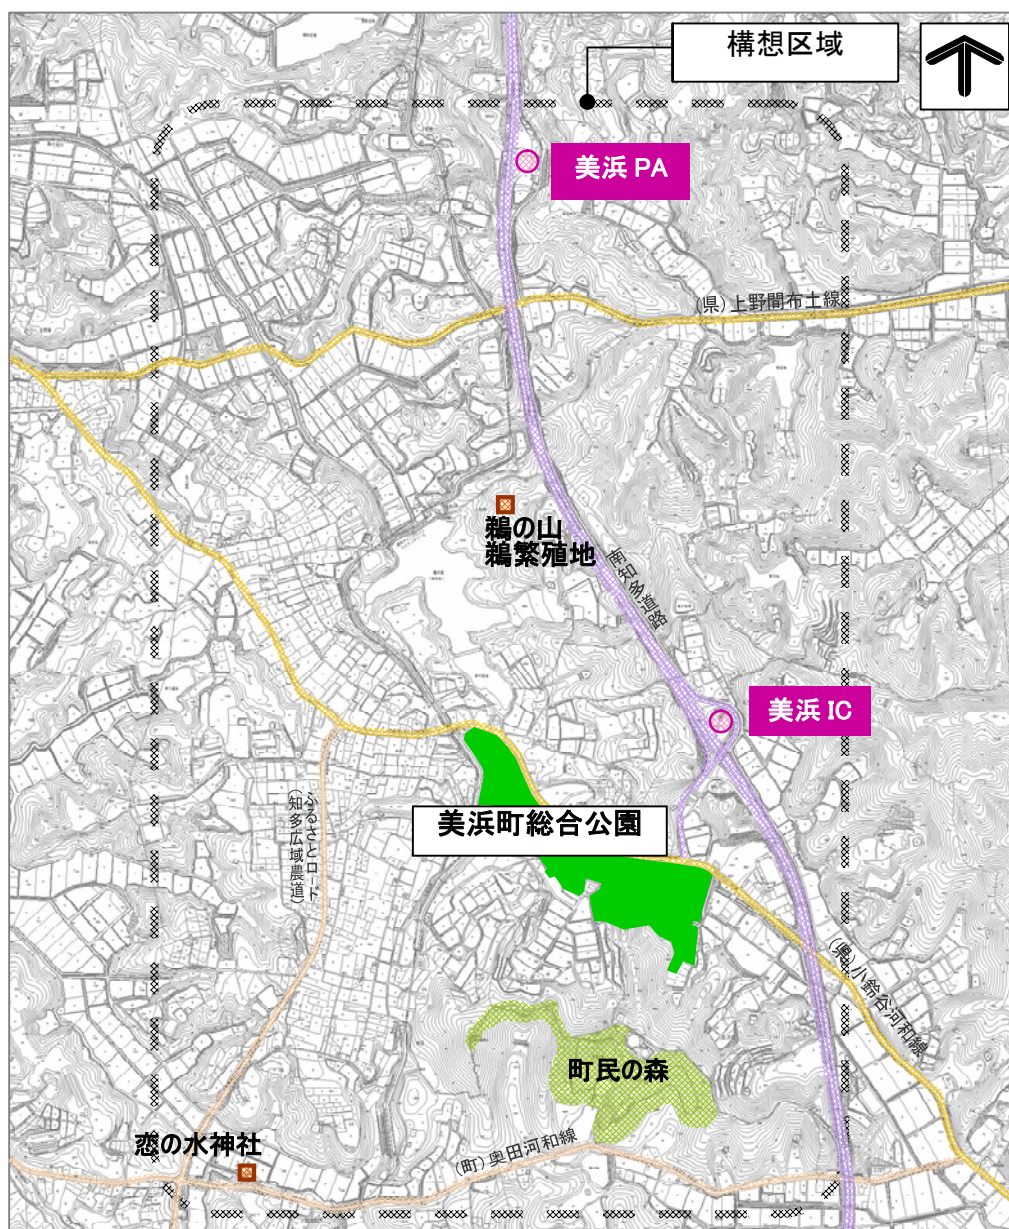 構想区域
美浜 PA
(県)上野間布土線
鵜の山
鵜繁殖地
南知多道路
美浜 IC
美浜町総合公園
ふるさとロード
(知多広域農道)
(県)小鈴谷河和線
町民の森
恋の水神社
(町)奥田河和線